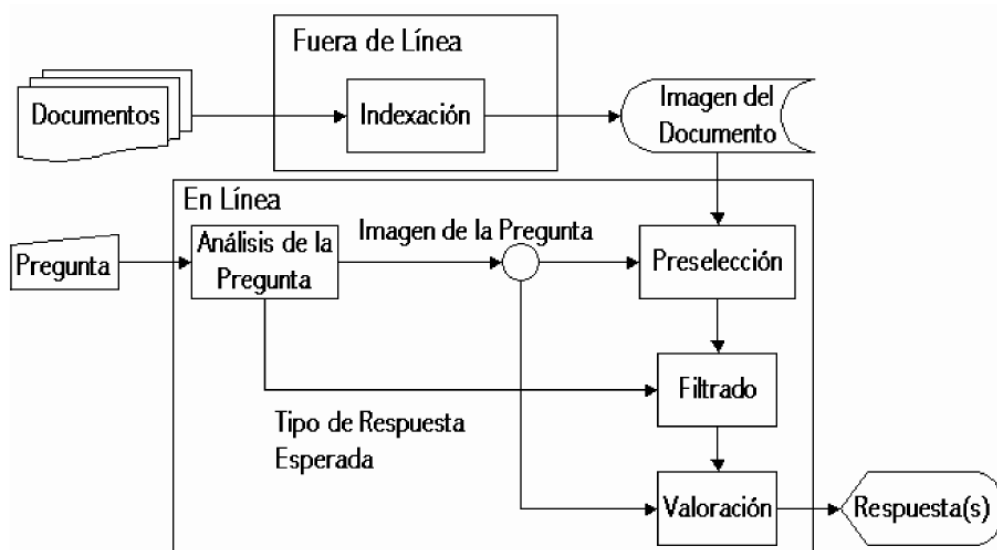 Fuera de Línea
Documentos
Indexación
Imagen del
Documento
En Línea
Pregunta
Análisis de la
Pregunta
Imagen de la Pregunta
Preselección
Filtrado
Tipo de Respuesta
Esperada
Valoración
Respuesta(s)